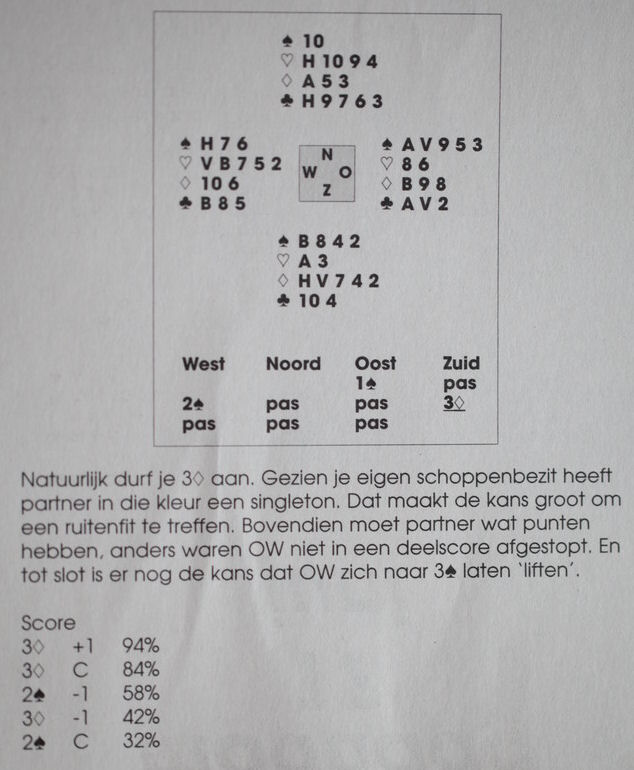 ♠ 10
♡ H 10 9 4
♢ A 5 3
♣ H 9 7 6 3
♠ H 7 6
♡ V B 7 5 2
♢ 10 6
♣ B 8 5
N
W O
Z
♠ A V 9 5 3
♡ 8 6
♢ B 9 8
♣ A V 2
♠ B 8 4 2
♡ A 3
♢ H V 7 4 2
♣ 10 4
West Noord Oost Zuid
1♠ pas
2♠ pas pas 3♢
pas pas pas
Natuurlijk durf je 3♢ aan. Gezien je eigen schoppenbezit heeft
partner in die kleur een singleton. Dat maakt de kans groot om
een ruitenfit te treffen. Bovendien moet partner wat punten
hebben, anders waren OW niet in een deelscore afgestopt. En
tot slot is er nog de kans dat OW zich naar 3♠ laten ‘liften’.
Score
3♢ +1 94%
3♢ C 84%
2♠ -1 58%
3♢ -1 42%
2♠ C 32%